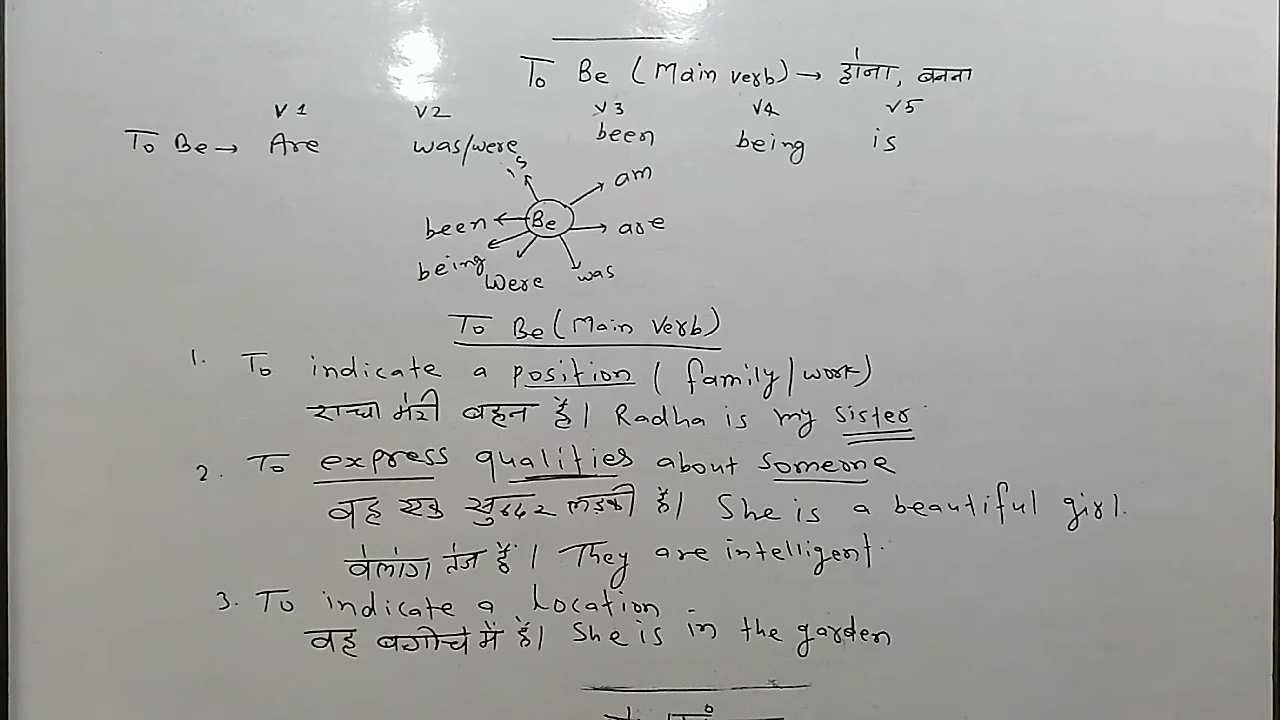 To Be (Main verb) → होना, बनना
V1 V2 V3 V4 V5
To Be → Are was/were been being is
is am
been Be are
being were was
To Be (Main Verb)
1. To indicate a position (family/work)
राधा मेरी बहन है। Radha is my sister.
2. To express qualities about someone
वह एक सुन्दर लडकी है। She is a beautiful girl.
वे लोग तेज हैं। They are intelligent.
3. To indicate a location
वह बगीचे में है। She is in the garden